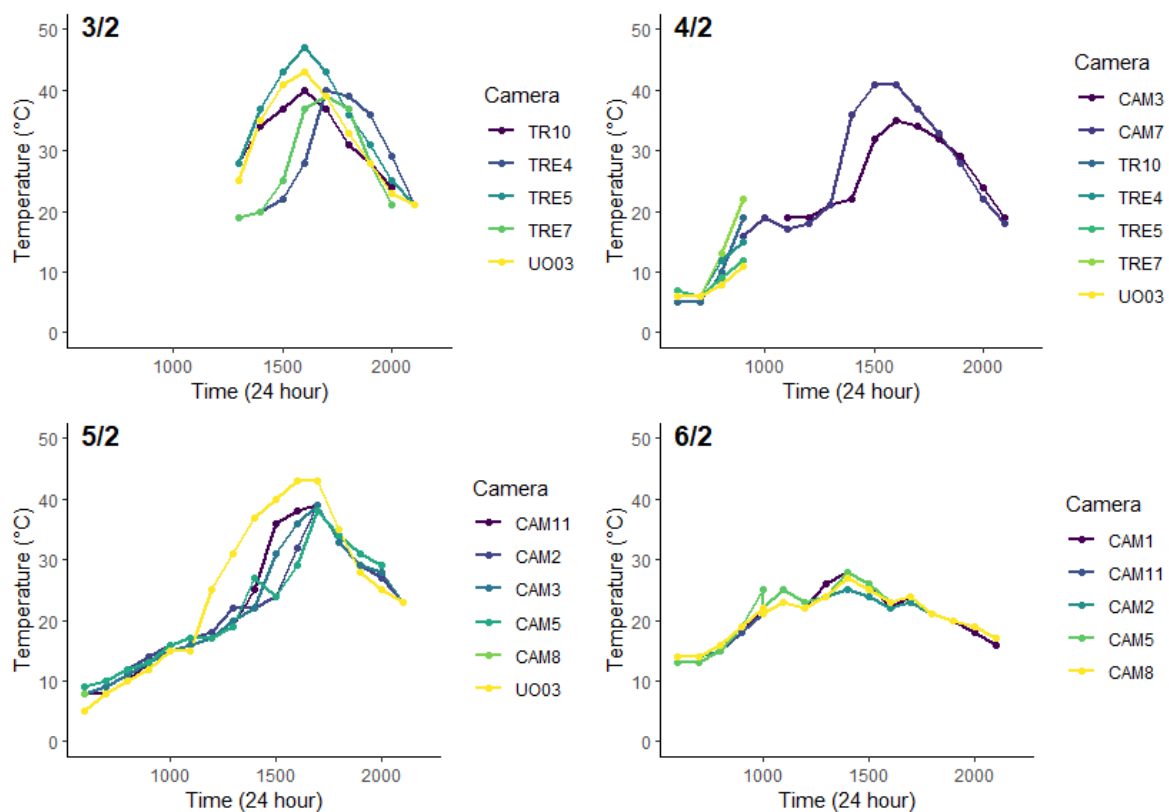 3/2
Temperature (°C)
50
40
30
20
10
0
1000
1500
2000
Time (24 hour)
Camera
TR10
TRE4
TRE5
TRE7
UO03
4/2
Temperature (°C)
50
40
30
20
10
0
1000
1500
2000
Time (24 hour)
Camera
CAM3
CAM7
TR10
TRE4
TRE5
TRE7
UO03
5/2
Temperature (°C)
50
40
30
20
10
0
1000
1500
2000
Time (24 hour)
Camera
CAM11
CAM2
CAM3
CAM5
CAM8
UO03
6/2
Temperature (°C)
50
40
30
20
10
0
1000
1500
2000
Time (24 hour)
Camera
CAM1
CAM11
CAM2
CAM5
CAM8